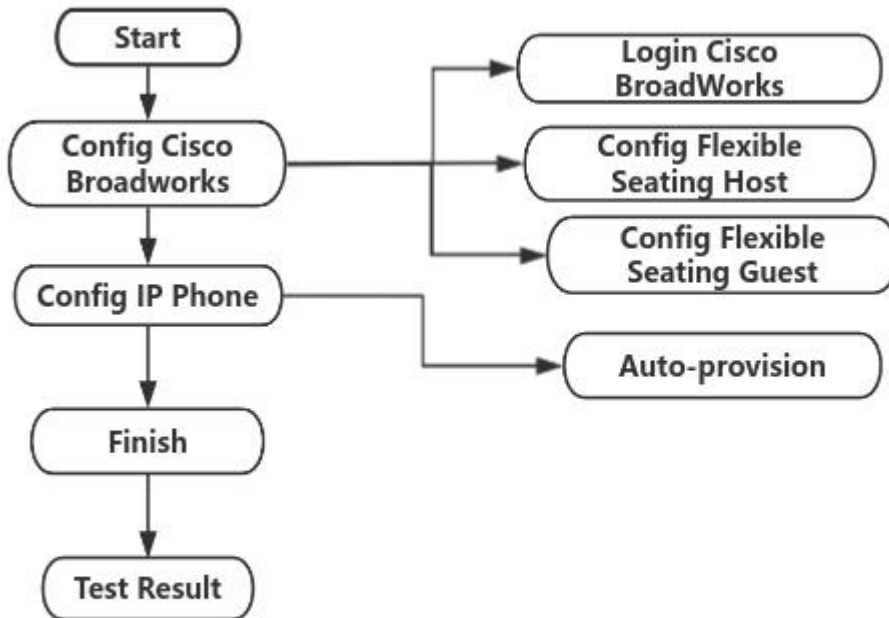 Start
Config Cisco
Broadworks
Config IP Phone
Finish
Test Result
Login Cisco
BroadWorks
Config Flexible
Seating Host
Config Flexible
Seating Guest
Auto-provision